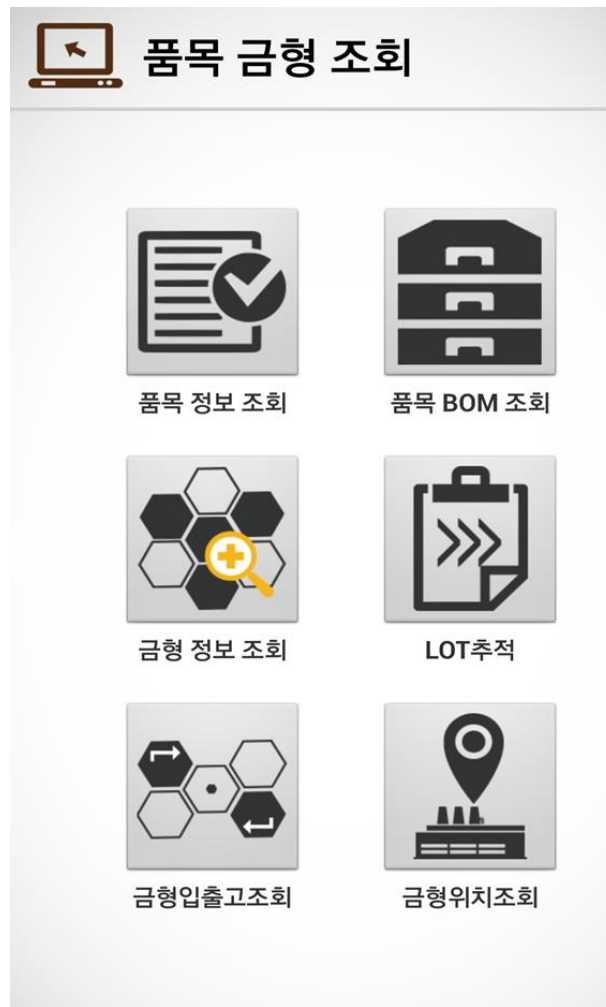 품목 금형 조회
품목 정보 조회
품목 BOM 조회
금형 정보 조회
LOT추적
금형입출고조회
금형위치조회